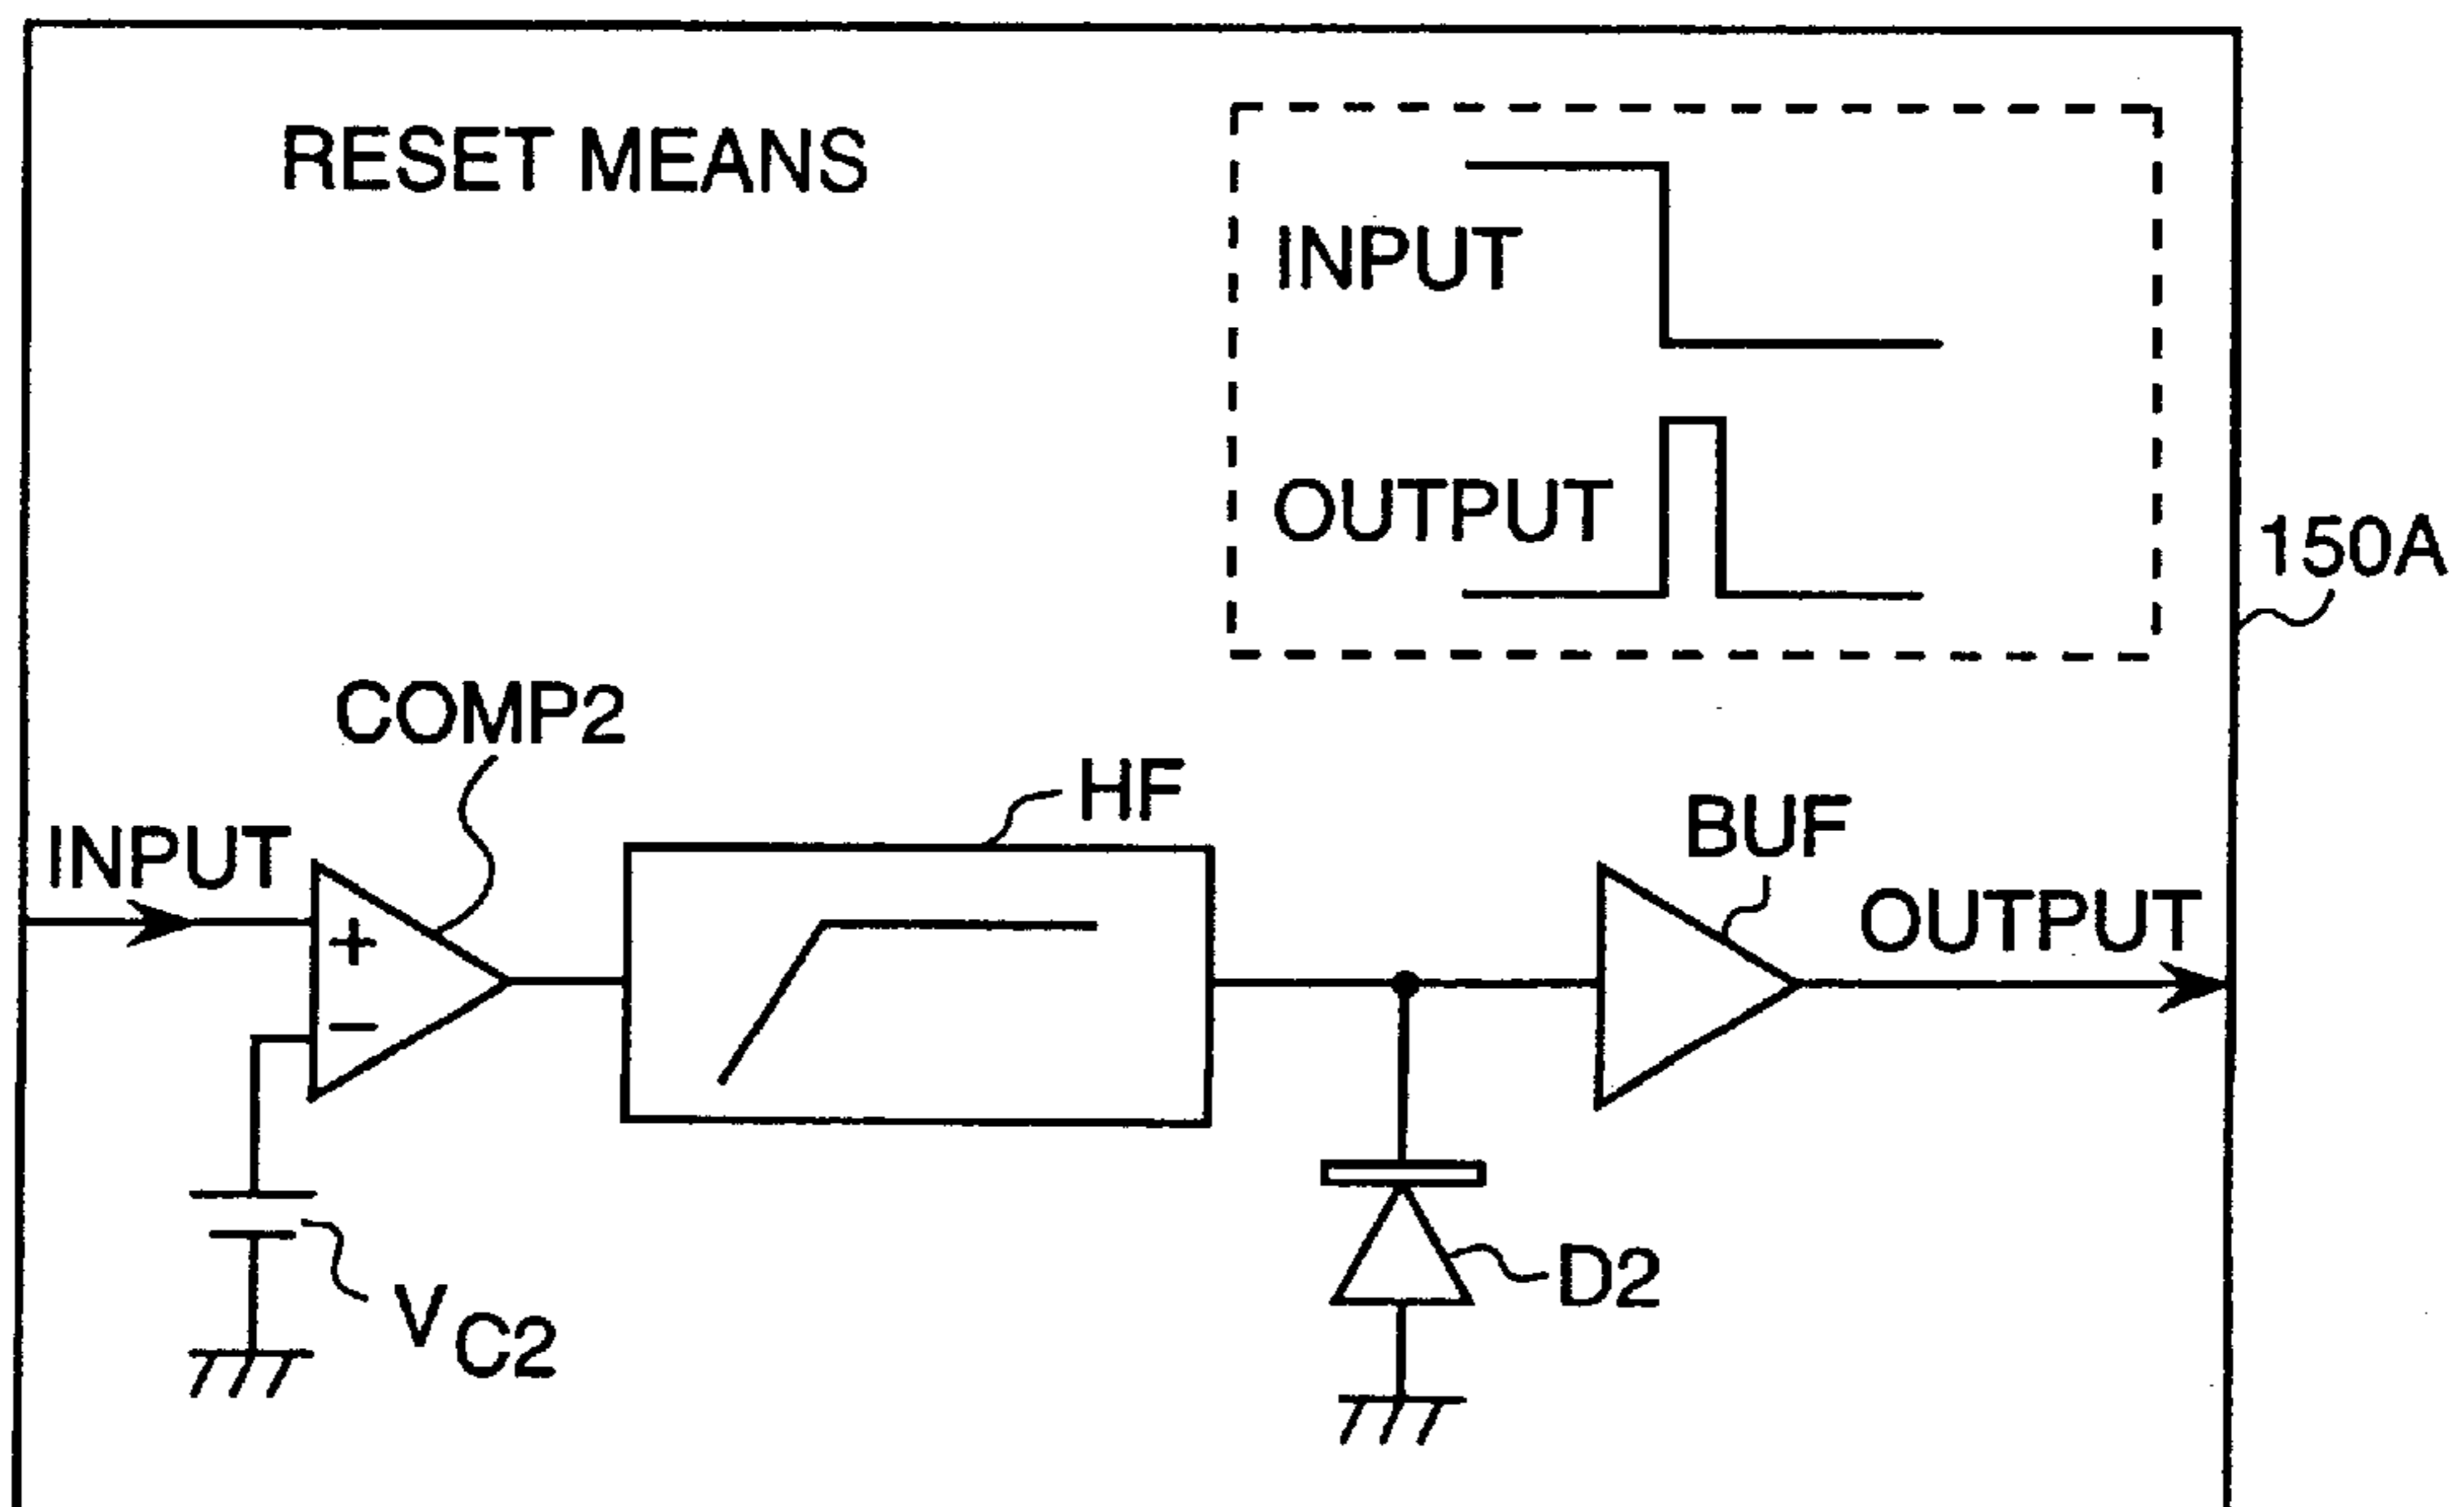 RESET MEANS
INPUT
OUTPUT
150A
COMP2
HF
BUF
INPUT
OUTPUT
+
−
VC2
D2